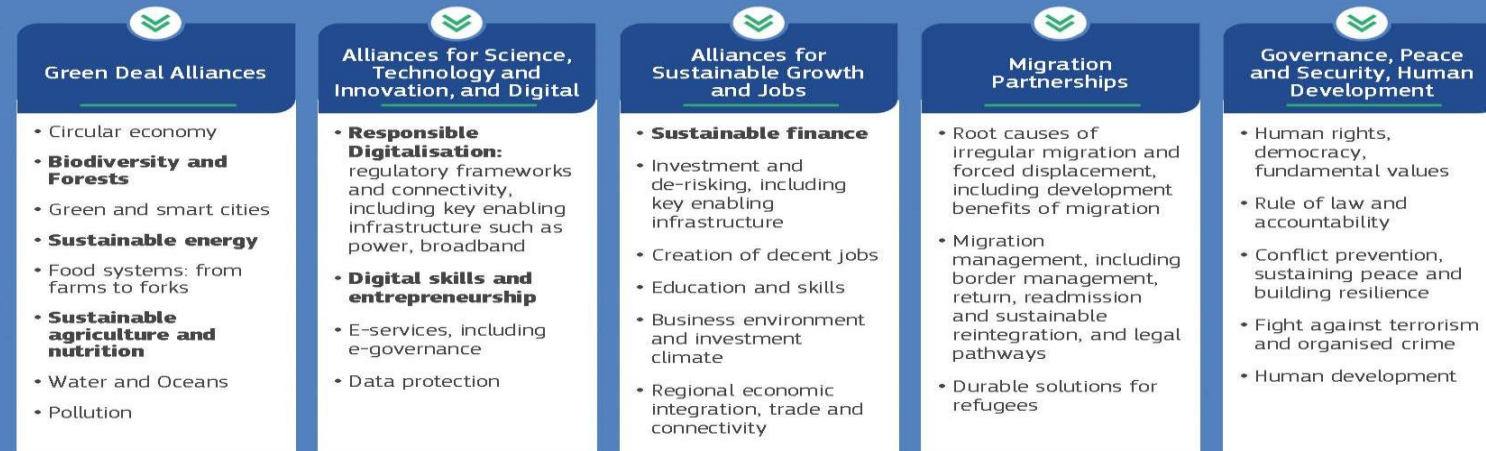 Green Deal Alliances
• Circular economy
• Biodiversity and
Forests
• Green and smart cities
• Sustainable energy
• Food systems: from
farms to forks
• Sustainable
agriculture and
nutrition
• Water and Oceans
• Pollution
Alliances for Science,
Technology and
Innovation, and Digital
• Responsible
Digitalisation:
regulatory frameworks
and connectivity,
including key enabling
infrastructure such as
power, broadband
• Digital skills and
entrepreneurship
• E-services, including
e-governance
• Data protection
Alliances for
Sustainable Growth
and Jobs
• Sustainable finance
• Investment and
de-risking, including
key enabling
infrastructure
• Creation of decent jobs
• Education and skills
• Business environment
and investment
climate
• Regional economic
integration, trade and
connectivity
Migration
Partnerships
• Root causes of
irregular migration and
forced displacement,
including development
benefits of migration
• Migration
management, including
border management,
return, readmission
and sustainable
reintegration, and legal
pathways
• Durable solutions for
refugees
Governance, Peace
and Security, Human
Development
• Human rights,
democracy,
fundamental values
• Rule of law and
accountability
• Conflict prevention,
sustaining peace and
building resilience
• Fight against terrorism
and organised crime
• Human development